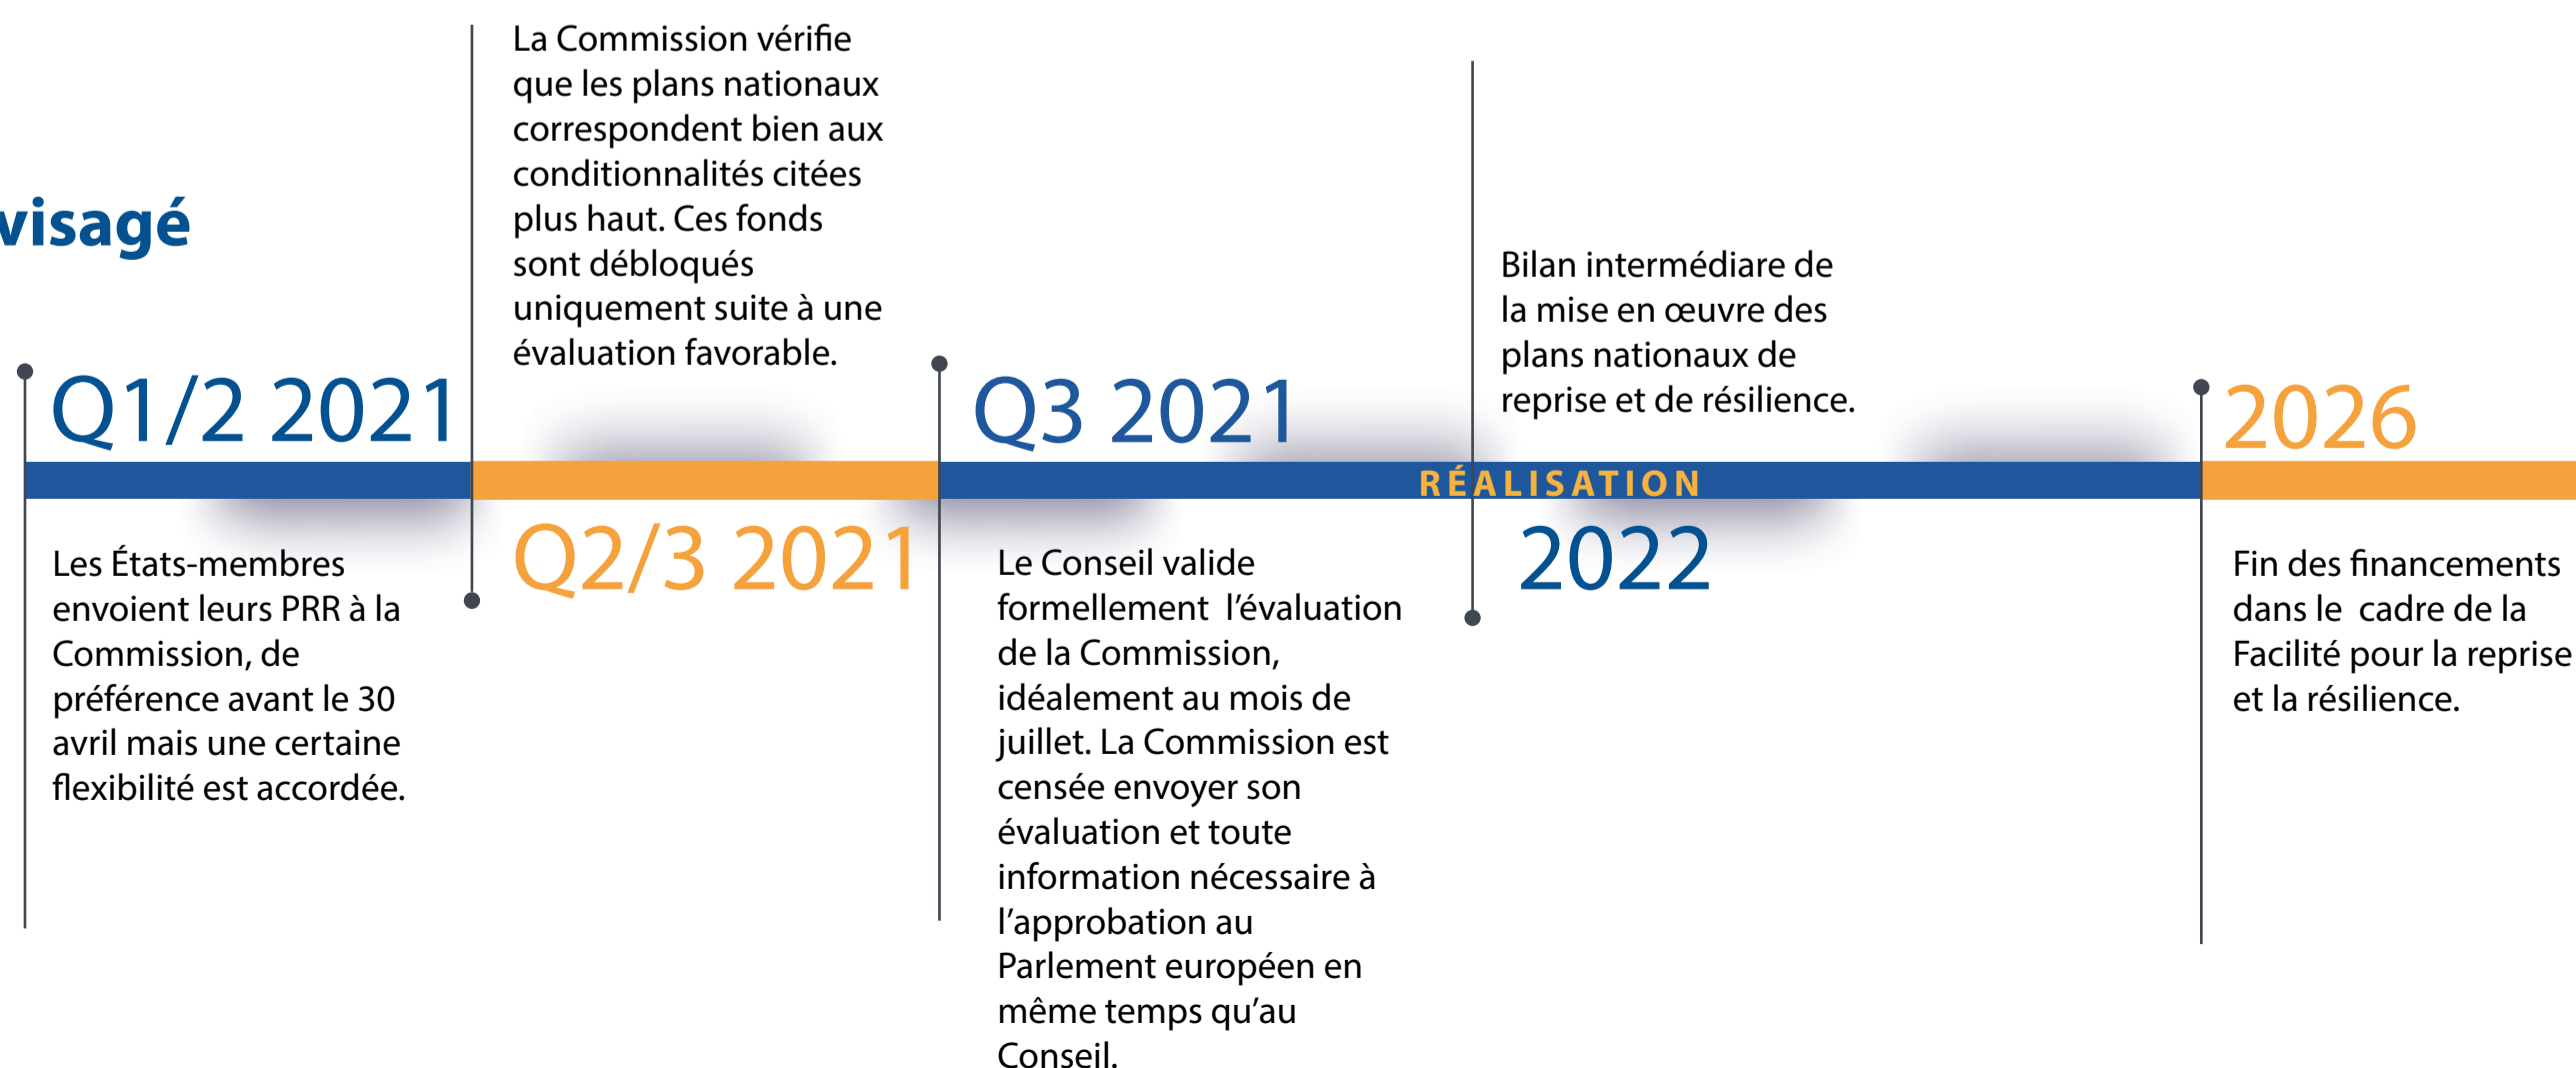 visagé
Q1/2 2021
Les États-membres
envoient leurs PRR à la
Commission, de
préférence avant le 30
avril mais une certaine
flexibilité est accordée.
La Commission vérifie
que les plans nationaux
correspondent bien aux
conditionnalités citées
plus haut. Ces fonds
sont débloqués
uniquement suite à une
évaluation favorable.
Q2/3 2021
Q3 2021
Le Conseil valide
formellement l'évaluation
de la Commission,
idéalement au mois de
juillet. La Commission est
censée envoyer son
évaluation et toute
information nécessaire à
l'approbation au
Parlement européen en
même temps qu'au
Conseil.
RÉALISATION
Bilan intermédiare de
la mise en œuvre des
plans nationaux de
reprise et de résilience.
2022
2026
Fin des financements
dans le cadre de la
Facilité pour la reprise
et la résilience.